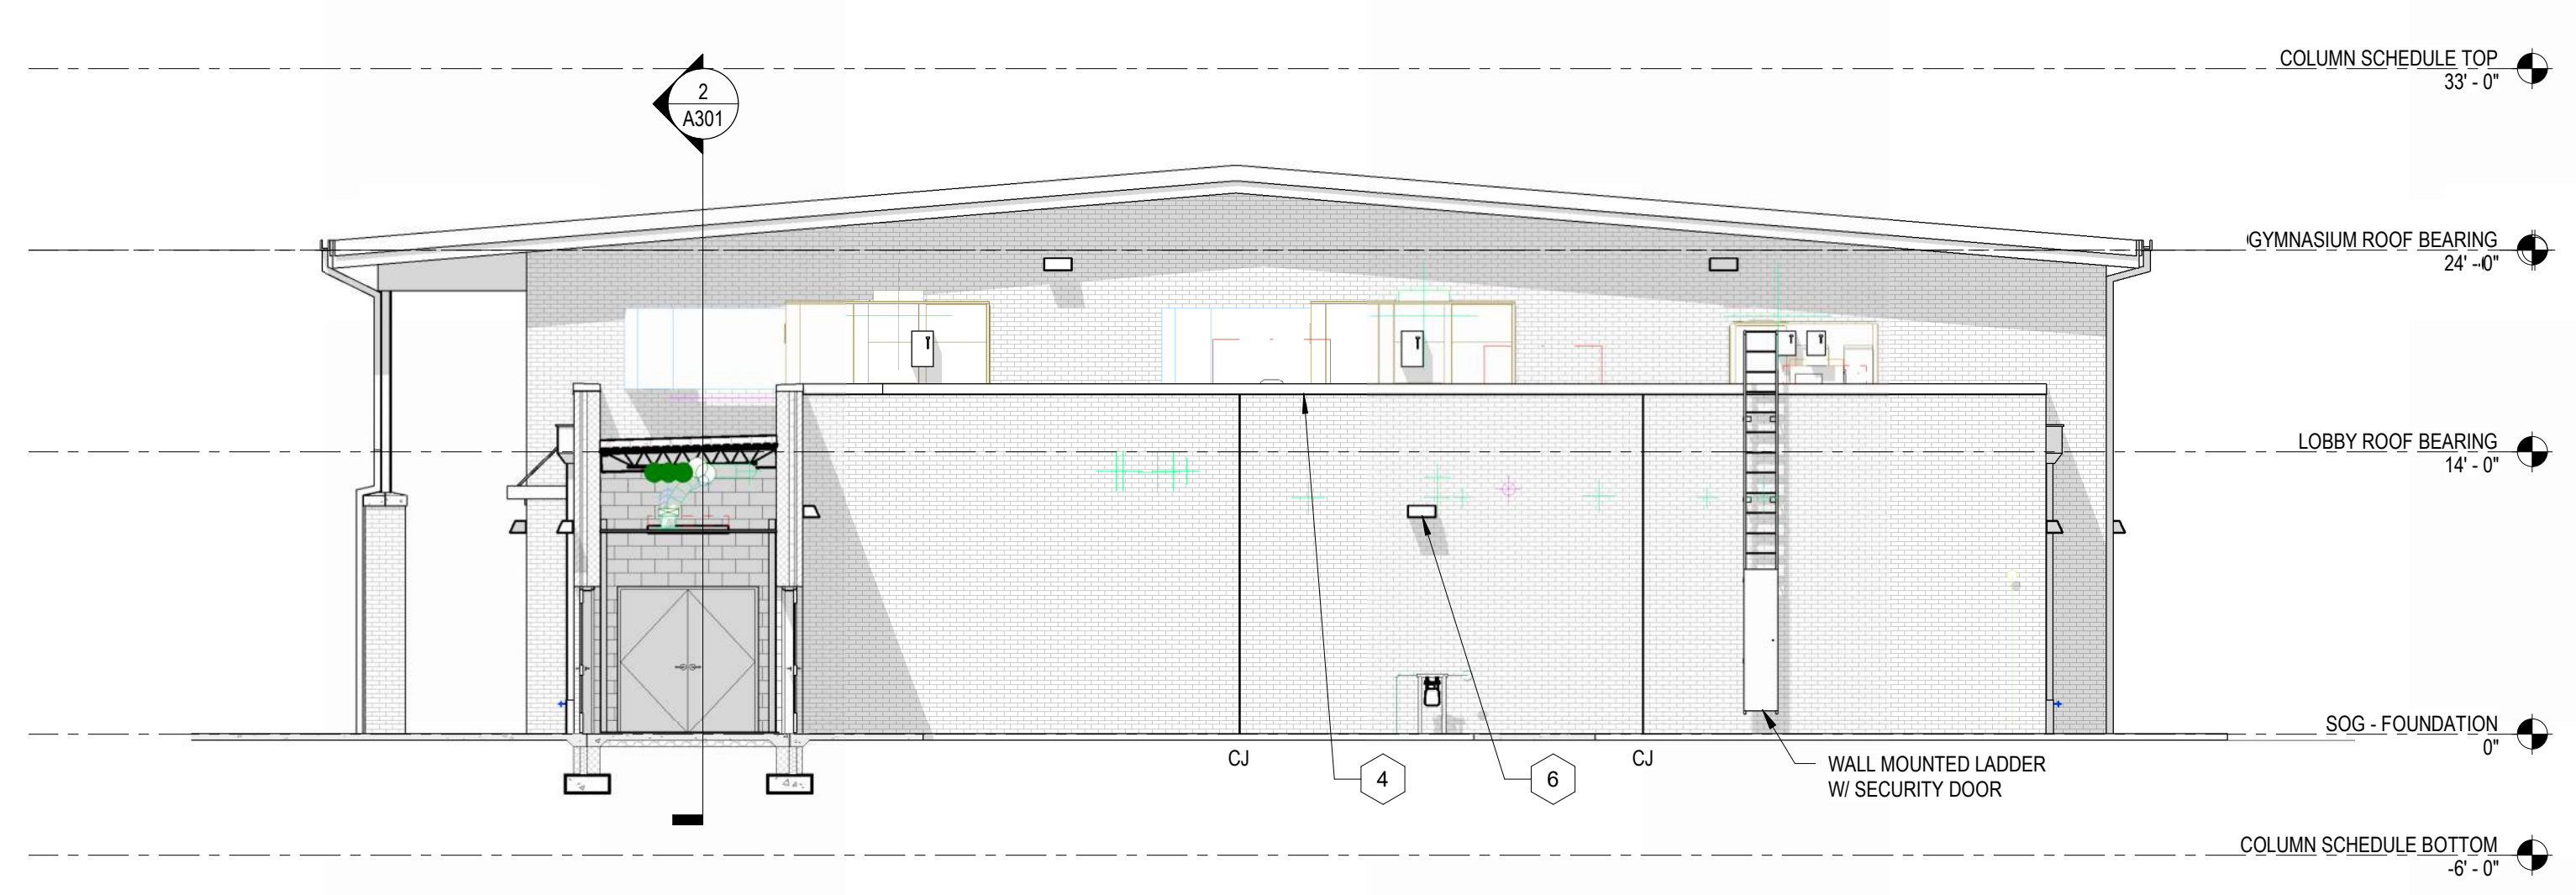 COLUMN SCHEDULE TOP
33' - 0"
2
A301
GYMNASIUM ROOF BEARING
24' - 0"
LOBBY ROOF BEARING
14' - 0"
SOG - FOUNDATION
0"
CJ
CJ
4
6
WALL MOUNTED LADDER
W/ SECURITY DOOR
COLUMN SCHEDULE BOTTOM
-6' - 0"